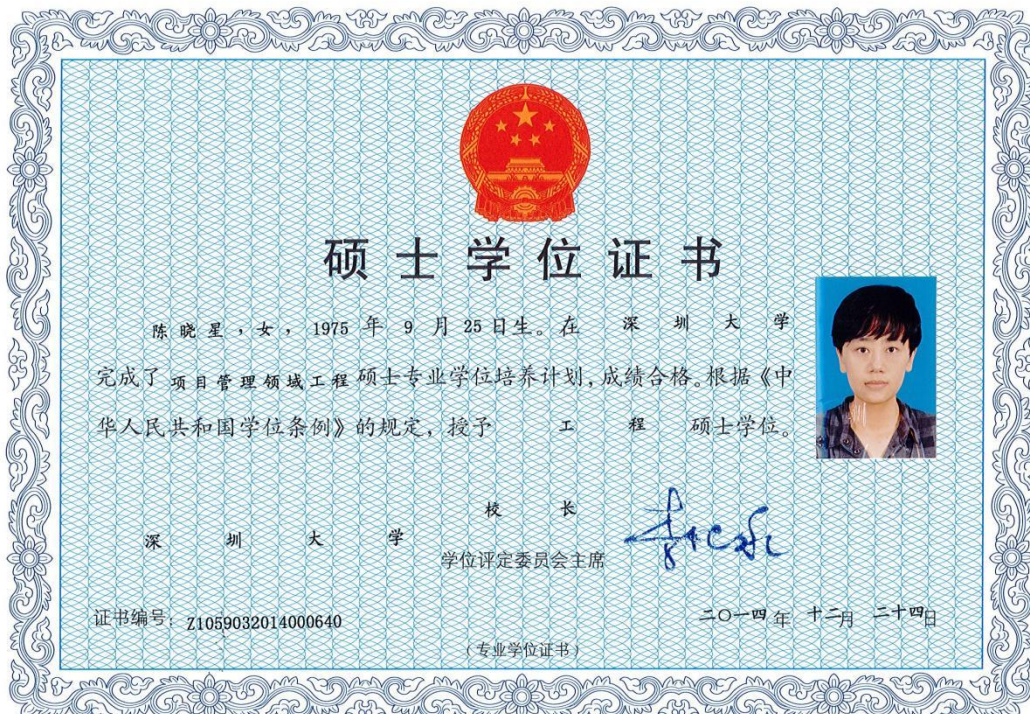 硕士学位证书
陈晓星，女，1975 年 9 月 25 日生。在 深圳大学
完成了 项目管理领域工程 硕士专业学位培养计划，成绩合格。根据《中
华人民共和国学位条例》的规定，授予 工程 硕士学位。
深圳大学
校长
学位评定委员会主席
证书编号：Z1059032014000640
二〇一四年 十二月 二十四日
（专业学位证书）